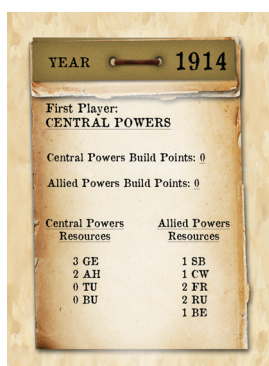 YEAR 1914
First Player:
CENTRAL POWERS
Central Powers Build Points: 0
Allied Powers Build Points: 0
Central Powers Allied Powers
Resources Resources
3 GE 1 SB
2 AH 1 CW
0 TU 2 FR
0 BU 2 RU
1 BE